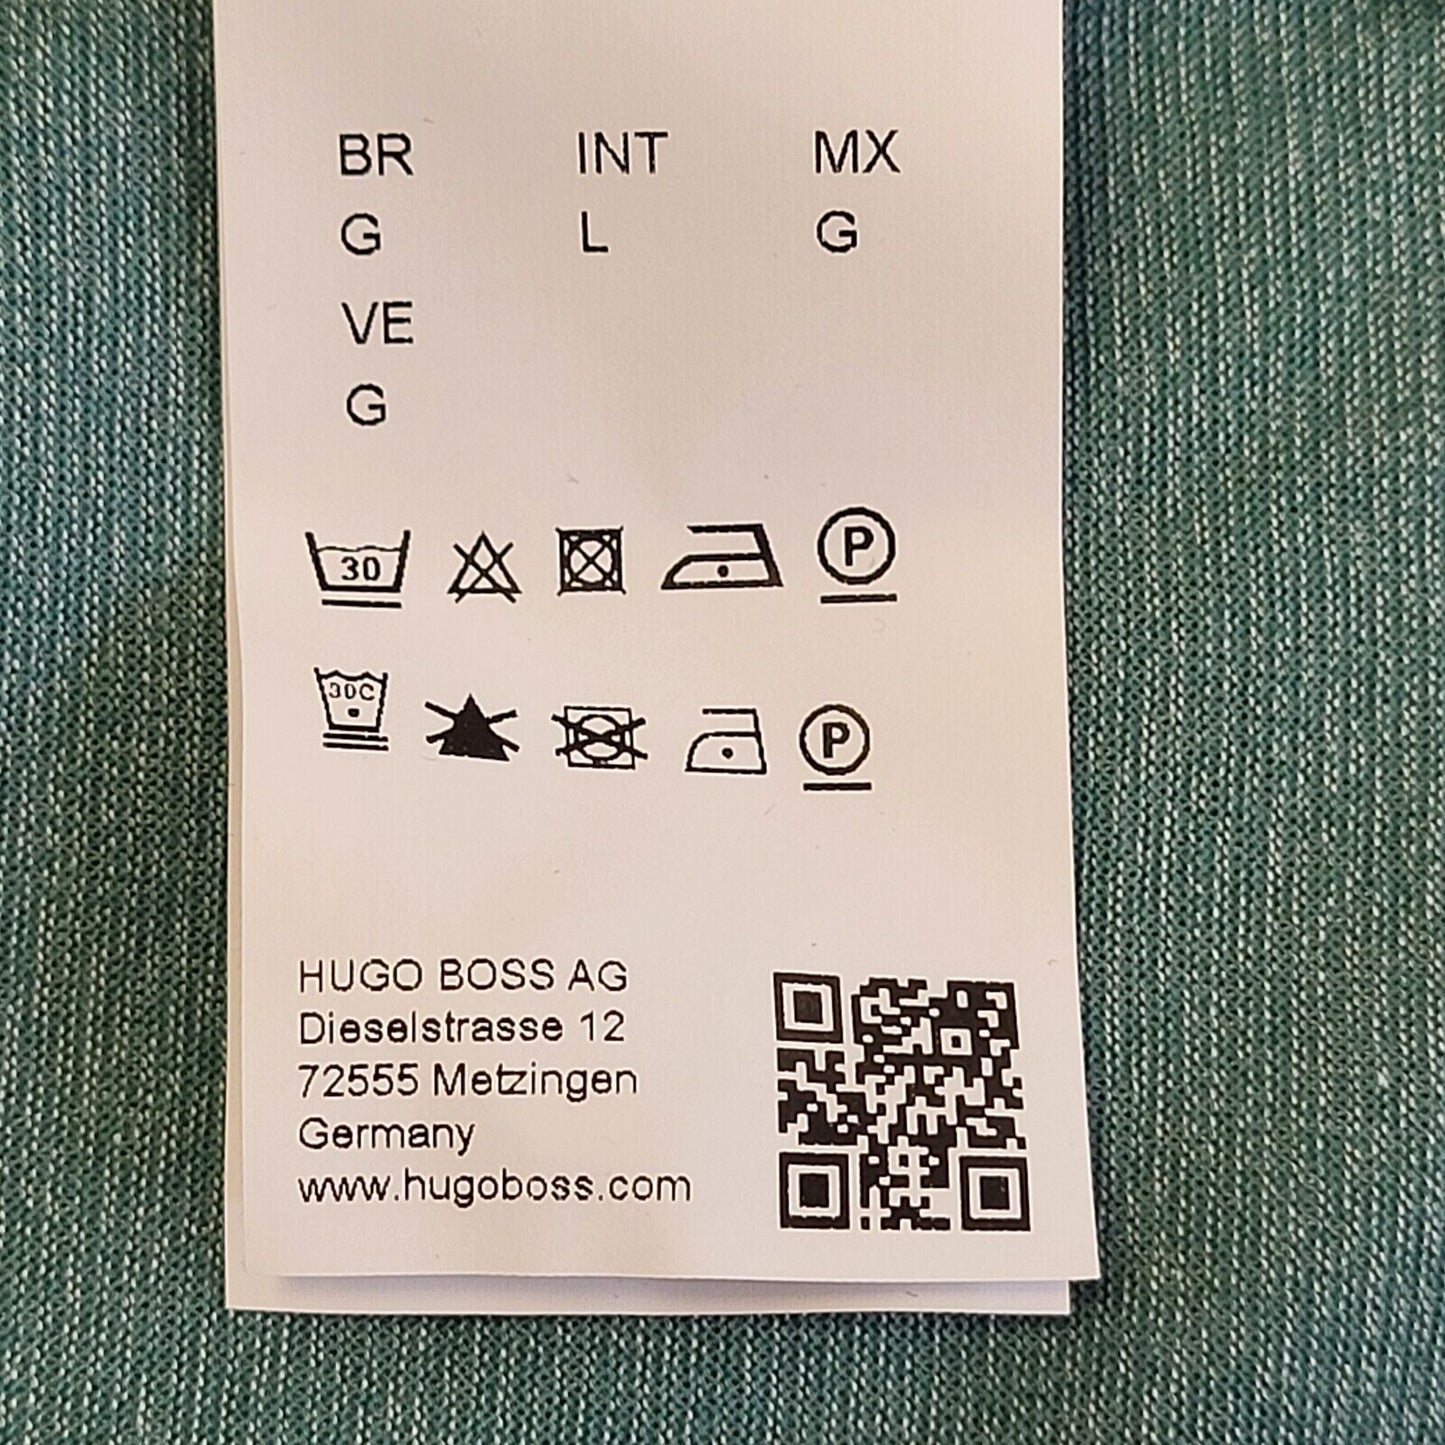 BR INT MX
G L G
VE
G
30 P
30C P
HUGO BOSS AG
Dieselstrasse 12
72555 Metzingen
Germany
www.hugoboss.com